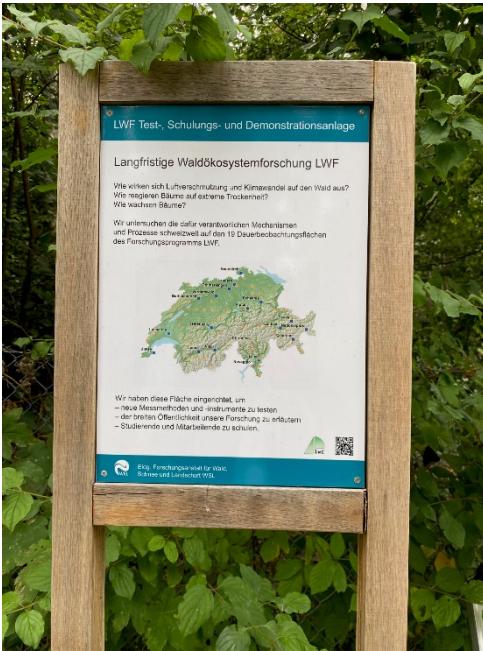 LWF Test-, Schulungs- und Demonstrationsanlage
Langfristige Waldökosystemforschung LWF
Wie wirken sich Luftverschmutzung und Klimawandel auf den Wald aus?
Wie reagieren Bäume auf extreme Trockenheit?
Wie wachsen Bäume?
Wir untersuchen die dafür verantworlichen Mechanismen
und Prozesse schweizweit auf den 19 Dauerbeobachtungsflächen
des Forschungsprogramms LWF.
Wir haben diese Fläche eingerichtet, um
– neue Messmethoden und -instrumente zu testen
– der breiten Öffentlichkeit unsere Forschung zu erläutern
– Studierende und Mitarbeitende zu schulen.
LWF
WSL
Eidg. Forschungsanstalt für Wald,
Schnee und Landschaft WSL